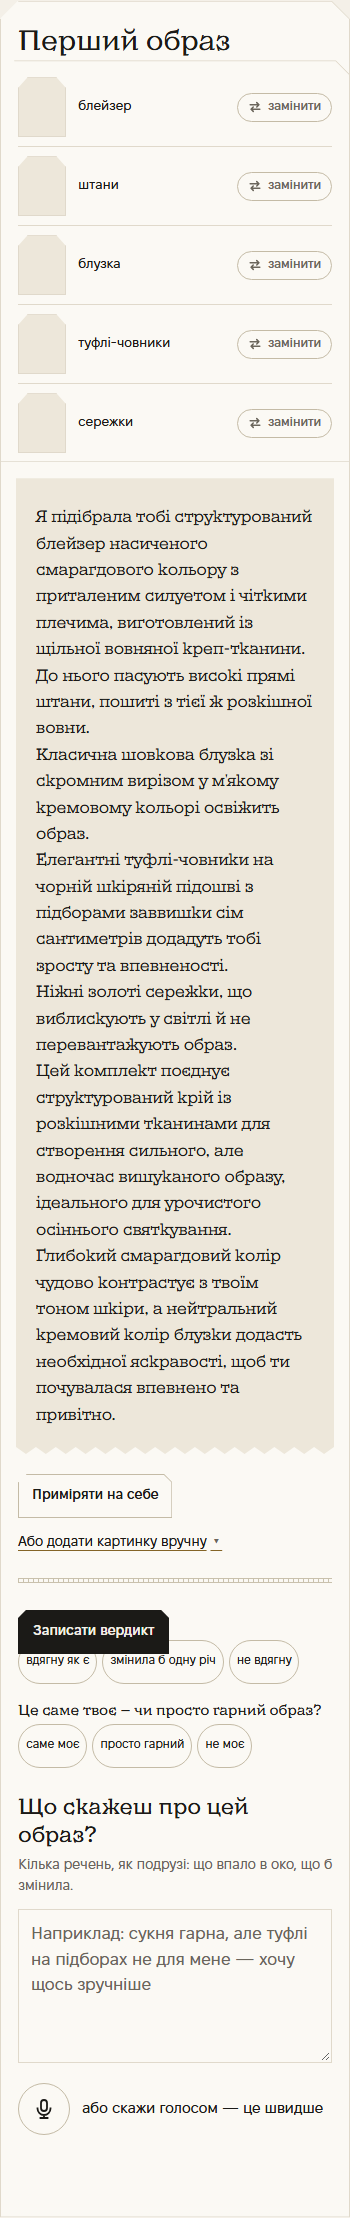 Перший образ
блейзер
замінити
штани
замінити
блузка
замінити
туфлі-човники
замінити
сережки
замінити
Я підібрала тобі структурований
блейзер насиченого
смарагдового кольору з
приталеним силуетом і чіткими
плечима, виготовлений із
щільної вовняної креп-тканини.
До нього пасують високі прямі
штани, пошиті з тієї ж розкішної
вовни.
Класична шовкова блузка зі
скромним вирізом у м'якому
кремовому кольорі освіжить
образ.
Елегантні туфлі-човники на
чорній шкіряній підошві з
підборами заввишки сім
сантиметрів додадуть тобі
зросту та впевненості.
Ніжні золоті сережки, що
виблискують у світлі й не
перевантажують образ.
Цей комплект поєднує
структурований крій із
розкішними тканинами для
створення сильного, але
водночас вишуканого образу,
ідеального для урочистого
осіннього святкування.
Глибокий смарагдовий колір
чудово контрастує з твоїм
тоном шкіри, а нейтральний
кремовий колір блузки додасть
необхідної яскравості, щоб ти
почувалася впевнено та
привітно.
Приміряти на себе
Або додати картинку вручну
Записати вердикт
вдягну як є
змінила б одну річ
не вдягну
Це саме твоє – чи просто гарний образ?
саме моє
просто гарний
не моє
Що скажеш про цей
образ?
Кілька речень, як подрузі: що впало в око, що б
змінила.
Наприклад: сукня гарна, але туфлі
на підборах не для мене — хочу
щось зручніше
або скажи голосом — це швидше